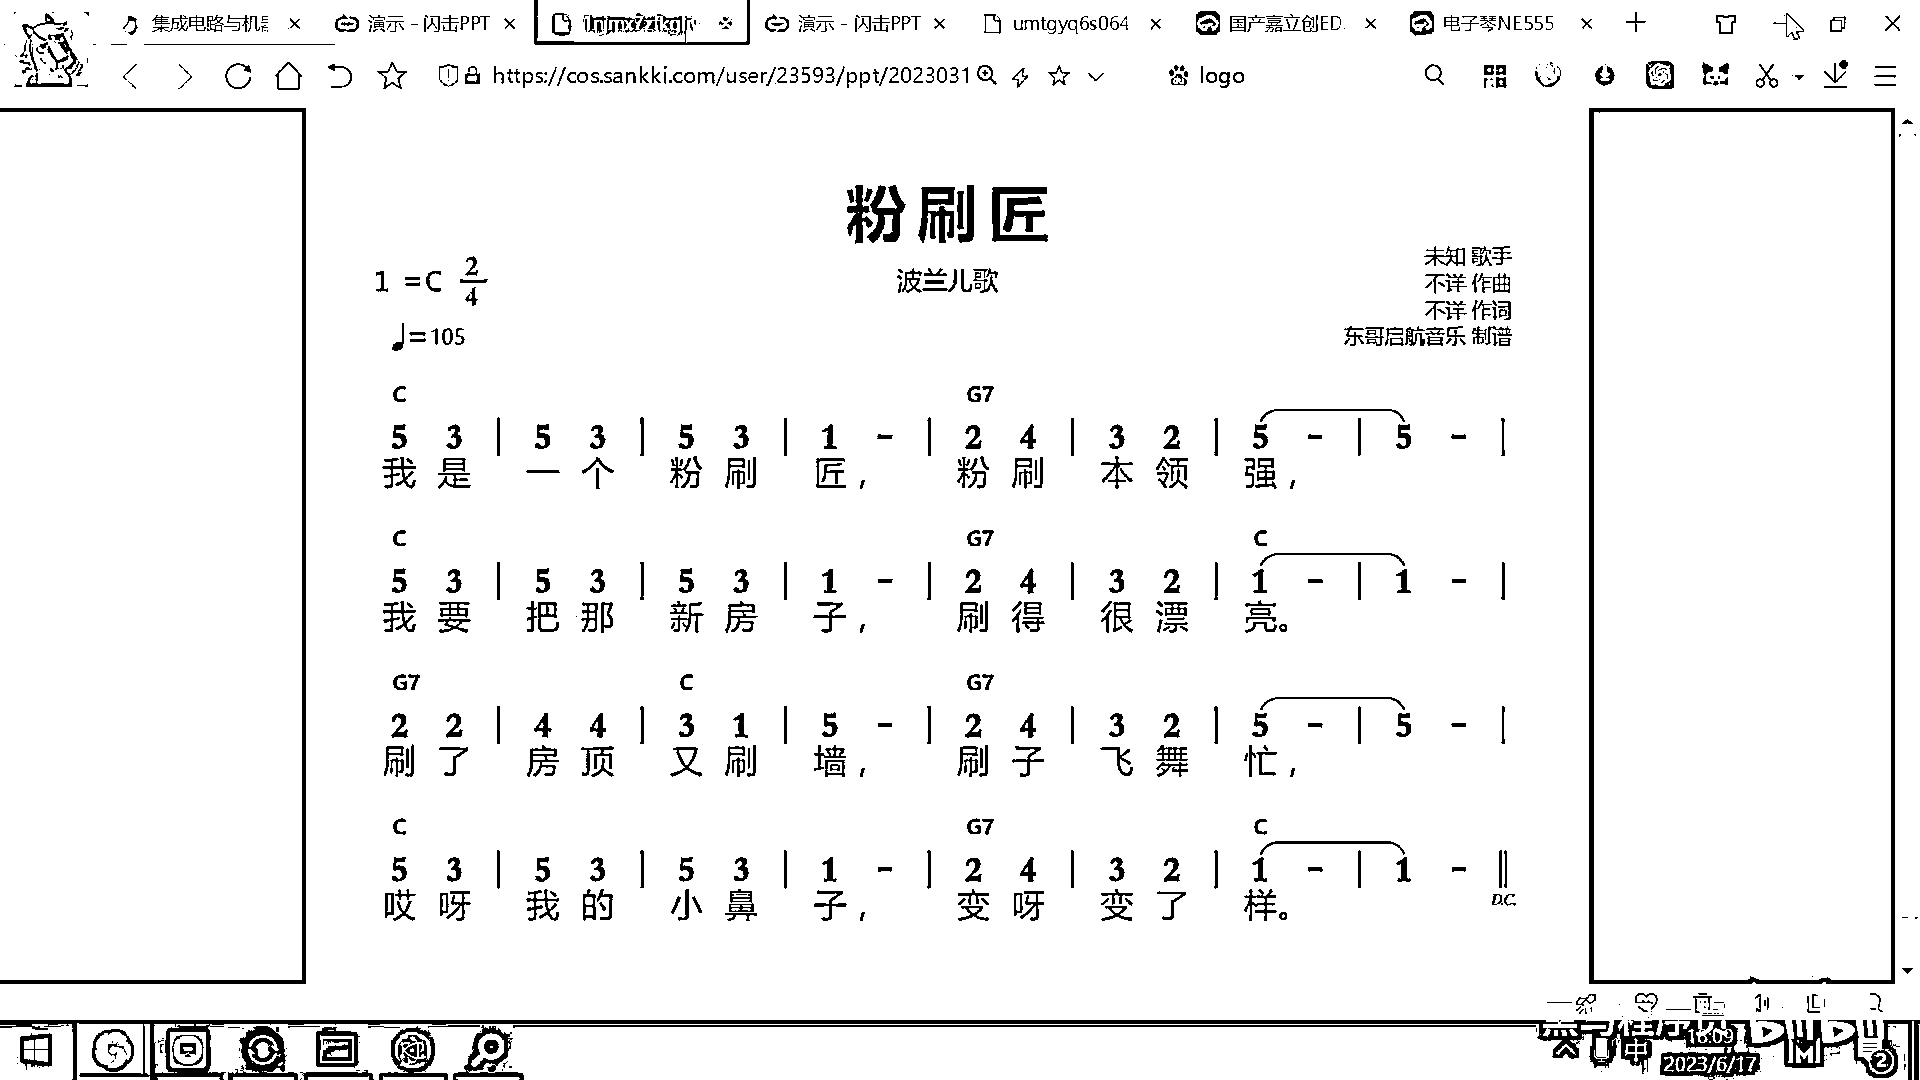 集成电路与机 演示 - 闪击PPT 演示 - 闪击PPT umtgyq6s064 国产嘉立创ED. 电子琴NE555
https://cos.sankki.com/user/23593/ppt/2023031 logo
粉刷匠
1 =C 2/4
波兰儿歌
未知 歌手
不详 作曲
不详 作词
♩=105
东哥启航音乐 制谱
C G7
5 3 | 5 3 | 5 3 | 1 - | 2 4 | 3 2 | 5 - | 5 - |
我 是 一 个 粉 刷 匠， 粉 刷 本 领 强，
C G7 C
5 3 | 5 3 | 5 3 | 1 - | 2 4 | 3 2 | 1 - | 1 - |
我 要 把 那 新 房 子， 刷 得 很 漂 亮。
G7 C G7
2 2 | 4 4 | 3 1 | 5 - | 2 4 | 3 2 | 5 - | 5 - |
刷 了 房 顶 又 刷 墙， 刷 子 飞 舞 忙，
C G7 C
5 3 | 5 3 | 5 3 | 1 - | 2 4 | 3 2 | 1 - | 1 - ‖
哎 呀 我 的 小 鼻 子， 变 呀 变 了 样。
D.C.
中 16:09
2023/6/17 2